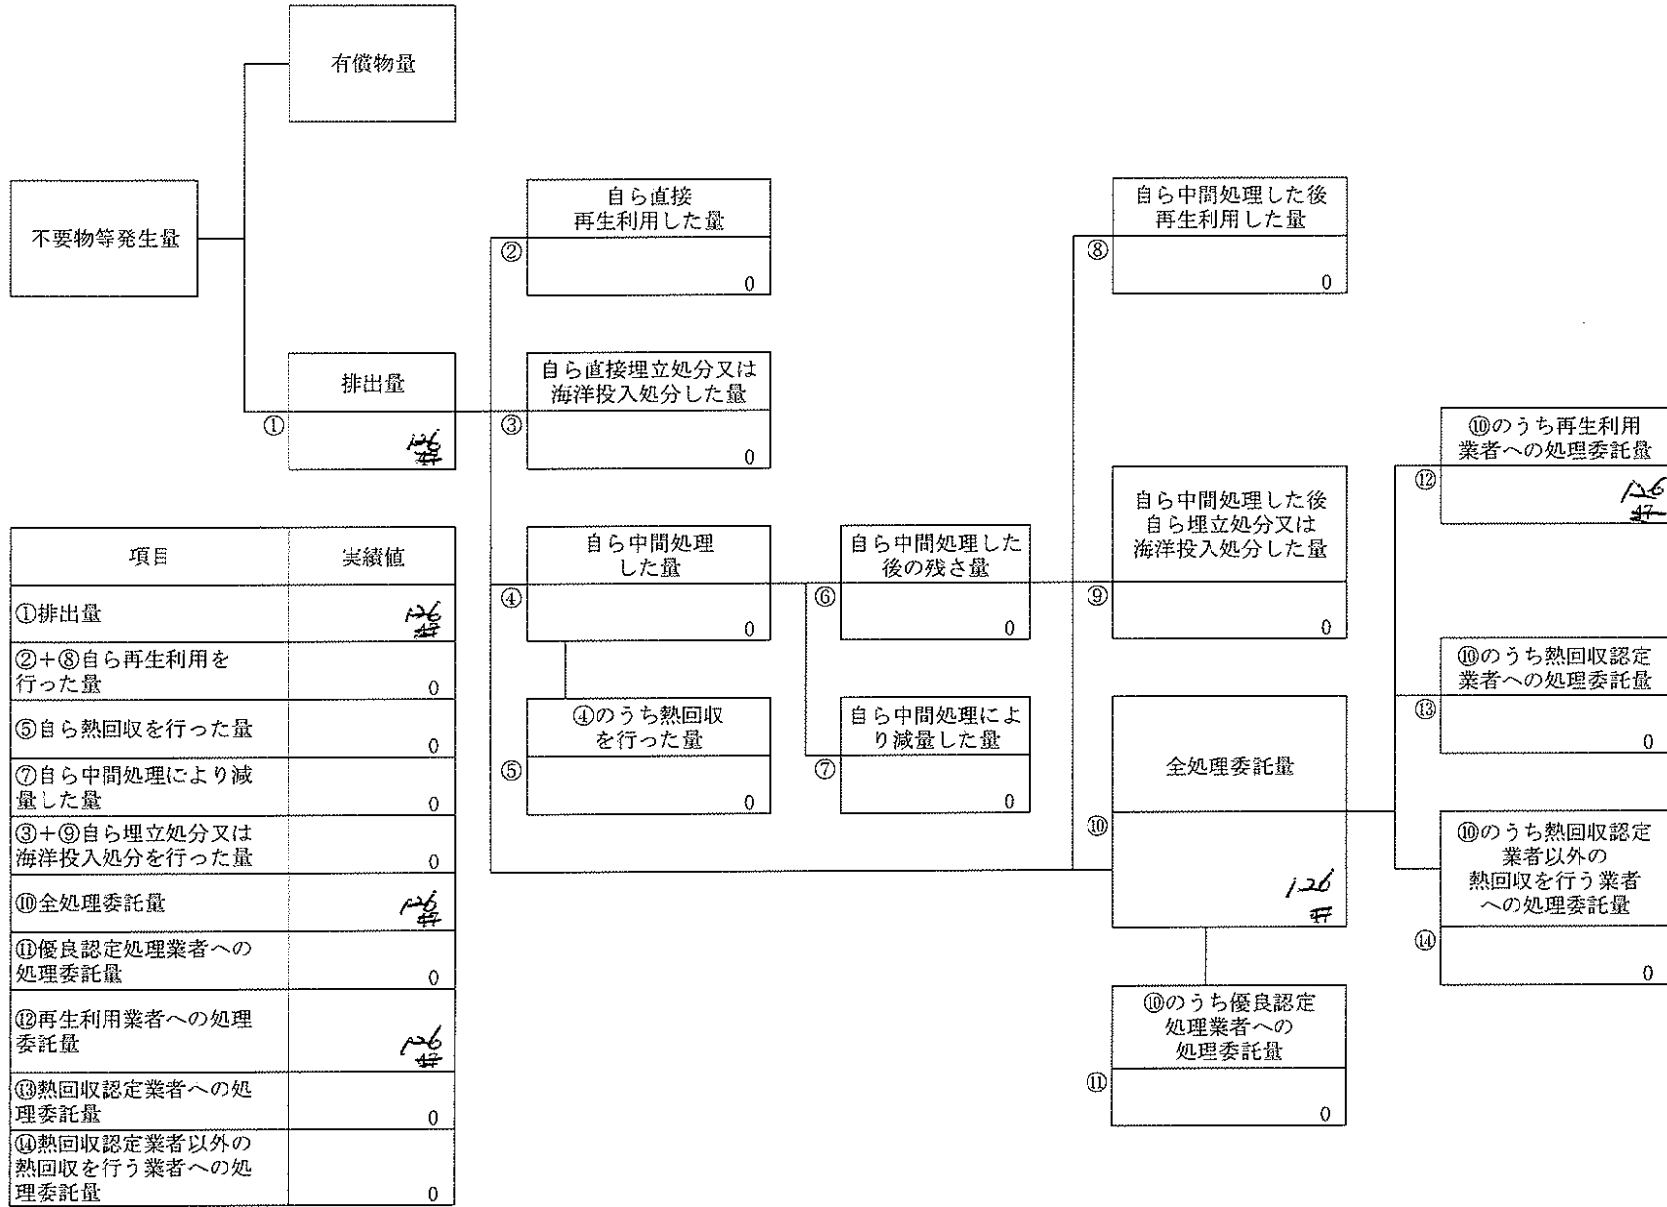 有償物量
不要物等発生量
排出量
①
126
47
自ら直接
再生利用した量
②
0
自ら直接埋立処分又は
海洋投入処分した量
③
0
自ら中間処理
した量
④
0
④のうち熱回収
を行った量
⑤
0
自ら中間処理した
後の残さ量
⑥
0
自ら中間処理によ
り減量した量
⑦
0
自ら中間処理した後
再生利用した量
⑧
0
自ら中間処理した後
自ら埋立処分又は
海洋投入処分した量
⑨
0
全処理委託量
⑩
126
47
⑩のうち優良認定
処理業者への
処理委託量
⑪
0
⑩のうち再生利用
業者への処理委託量
⑫
126
47
⑩のうち熱回収認定
業者への処理委託量
⑬
0
⑩のうち熱回収認定
業者以外の
熱回収を行う業者
への処理委託量
⑭
0
項目 実績値
①排出量 126
47
②+⑧自ら再生利用を
行った量 0
⑤自ら熱回収を行った量 0
⑦自ら中間処理により減
量した量 0
③+⑨自ら埋立処分又は
海洋投入処分を行った量 0
⑩全処理委託量 126
47
⑪優良認定処理業者への
処理委託量 0
⑫再生利用業者への処理
委託量 126
47
⑬熱回収認定業者への処
理委託量 0
⑭熱回収認定業者以外の
熱回収を行う業者への処
理委託量 0